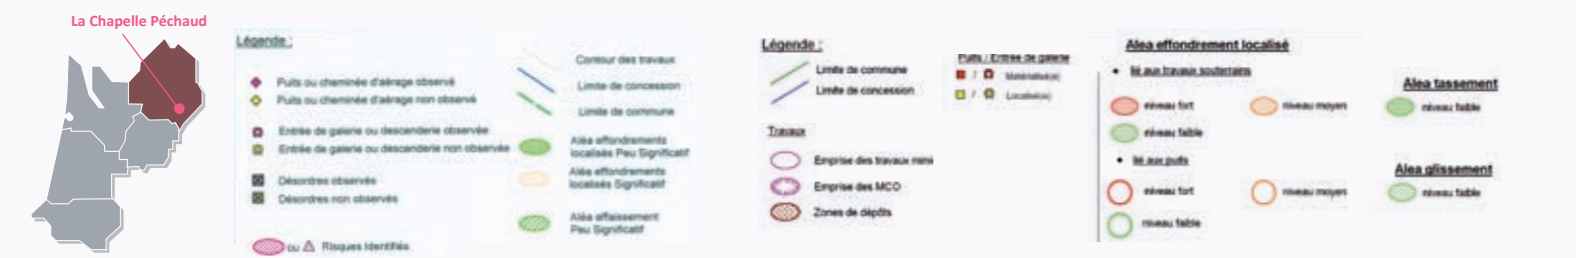 La Chapelle Péchaud
Légende :
Puits ou cheminée d'aérage observé
Puits ou cheminée d'aérage non observé
Entrée de galerie ou descenderie observée
Entrée de galerie ou descenderie non observée
Désordres observés
Désordres non observés
ou Risques Identifiés
Contour des travaux
Limite de concession
Limite de commune
Aléa effondrements
localisés Peu Significatif
Aléa effondrements
localisés Significatif
Aléa affaissement
Peu Significatif
Légende :
Limite de commune
Limite de concession
Travaux
Emprise des travaux mini
Emprise des MCO
Zones de dépôts
Puits / Entrée de galerie
/ Matérialisé(e)
/ Localisé(e)
Alea effondrement localisé
lié aux travaux souterrains
niveau fort
niveau moyen
niveau faible
lié aux puits
niveau fort
niveau moyen
niveau faible
Alea tassement
niveau faible
Alea glissement
niveau faible